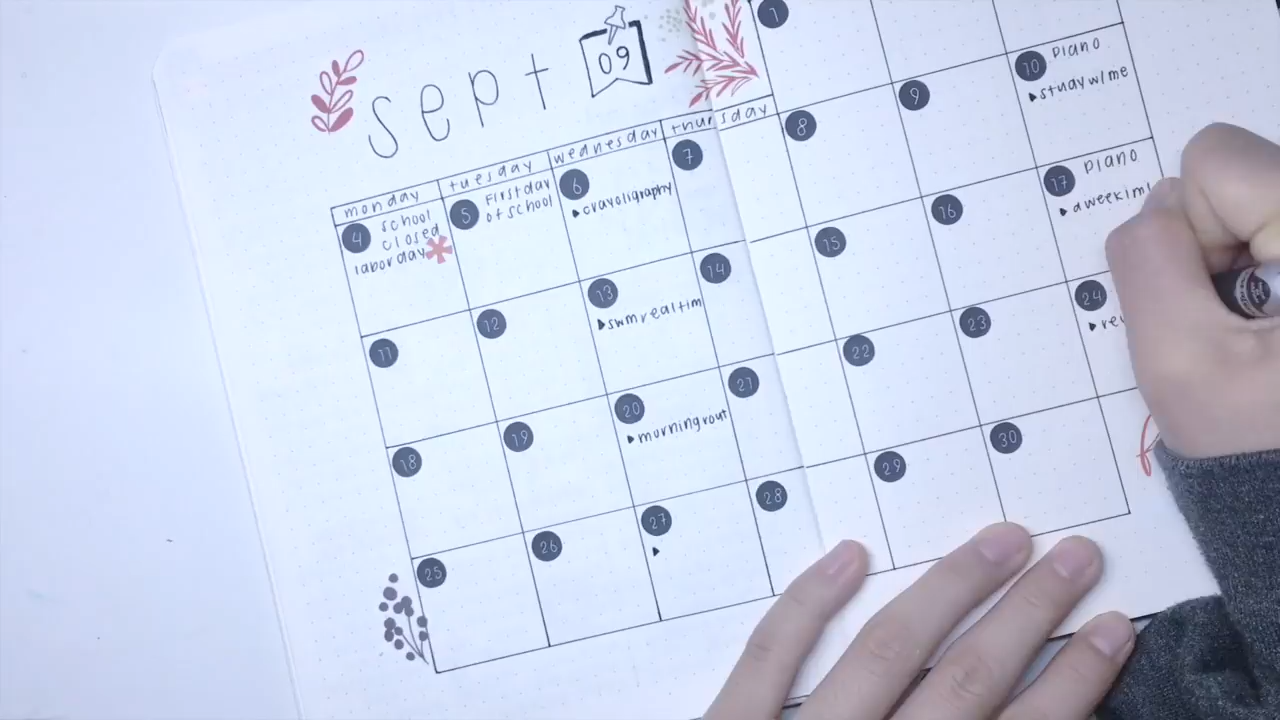 sept
09
monday
tuesday
wednesday
thursday
1
4
school
closed
labor day
5
First day
of school
6
crayoligraphy
7
8
9
10
piano
study w/me
11
12
13
swm realtim
14
15
16
17
piano
18
19
20
morning rout
21
22
23
24
25
26
27
28
29
30